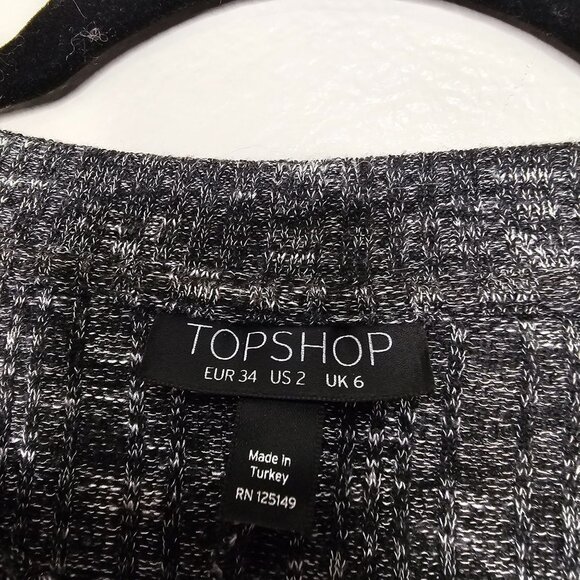 TOPSHOP
EUR 34 US 2 UK 6
Made in
Turkey
RN 125149